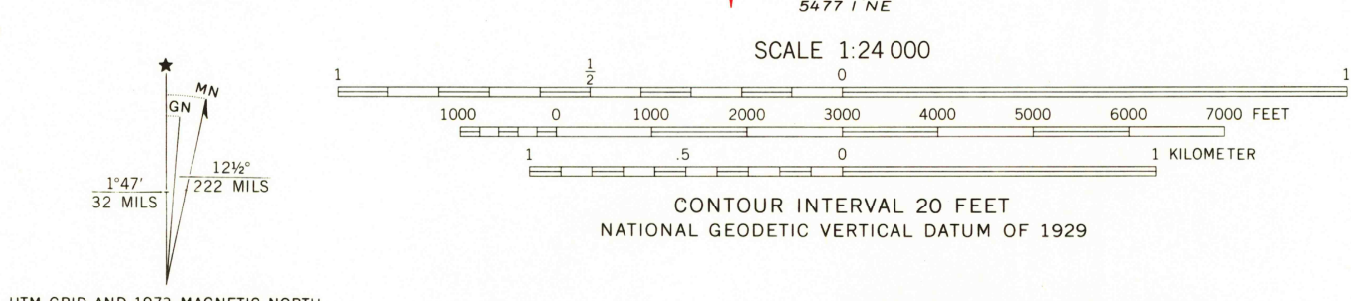 5477 I NE
SCALE 1:24 000
1 1/2 0 1
1000 0 1000 2000 3000 4000 5000 6000 7000 FEET
1 .5 0 1 KILOMETER
CONTOUR INTERVAL 20 FEET
NATIONAL GEODETIC VERTICAL DATUM OF 1929
★
MN
GN
1°47'
32 MILS
12½°
222 MILS
UTM GRID AND 1973 MAGNETIC NORTH